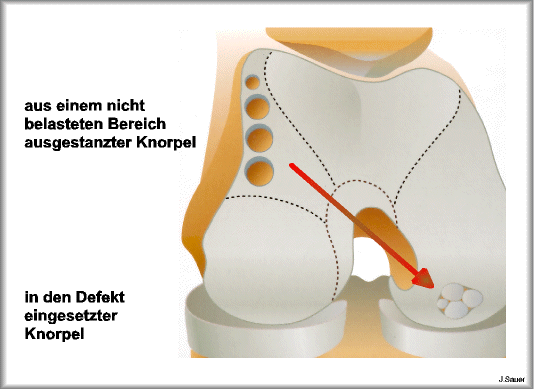 aus einem nicht
belasteten Bereich
ausgestanzter Knorpel
in den Defekt
eingesetzter
Knorpel
J.Sauer